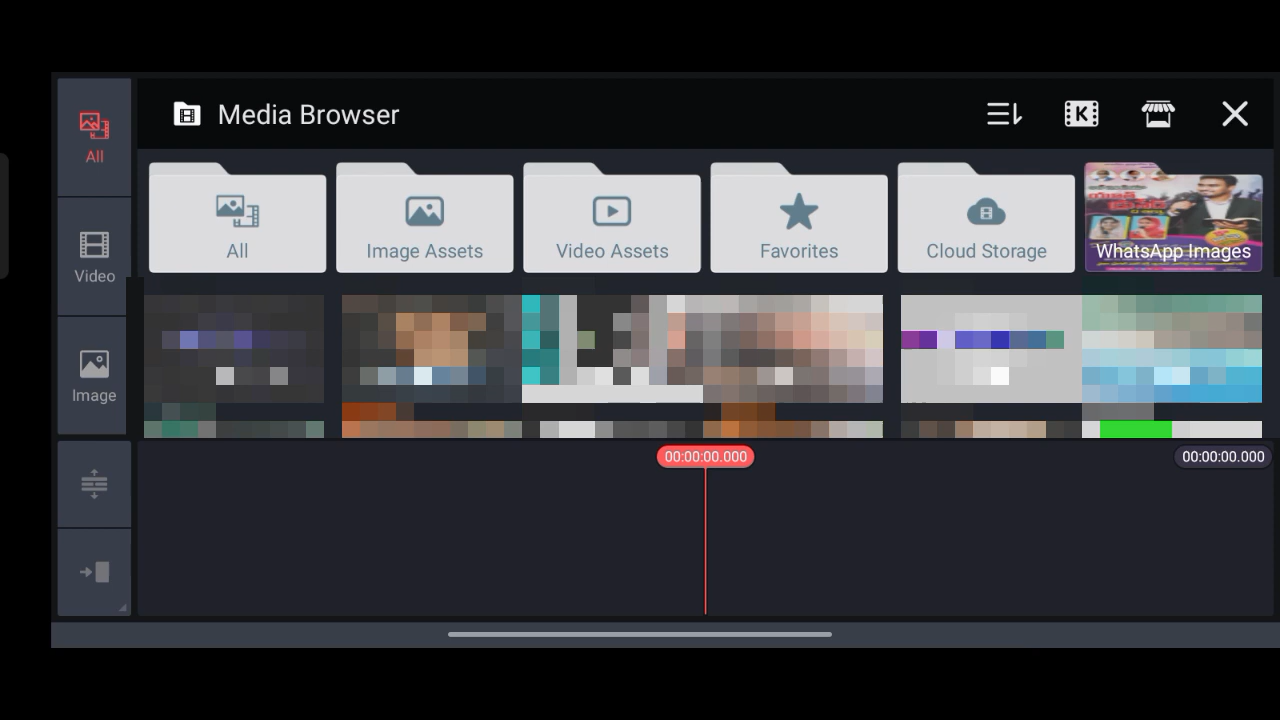 Media Browser
All
Video
Image
All
Image Assets
Video Assets
Favorites
Cloud Storage
WhatsApp Images
00:00:00.000
00:00:00.000